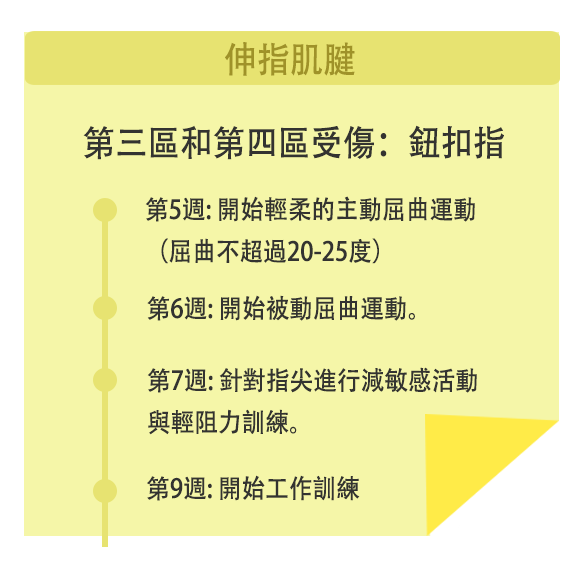 伸指肌腱
第三區和第四區受傷：鈕扣指
第5週: 開始輕柔的主動屈曲運動
（屈曲不超過20-25度）
第6週: 開始被動屈曲運動。
第7週: 針對指尖進行減敏感活動
與輕阻力訓練。
第9週: 開始工作訓練